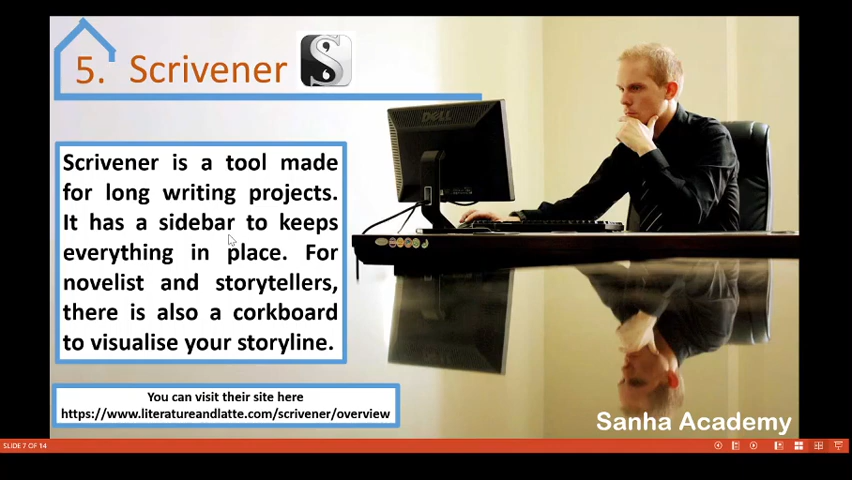 5. Scrivener
S
DELL
Scrivener is a tool made
for long writing projects.
It has a sidebar to keeps
everything in place. For
novelist and storytellers,
there is also a corkboard
to visualise your storyline.
You can visit their site here
https://www.literatureandlatte.com/scrivener/overview
Sanha Academy
SLIDE 7 OF 14